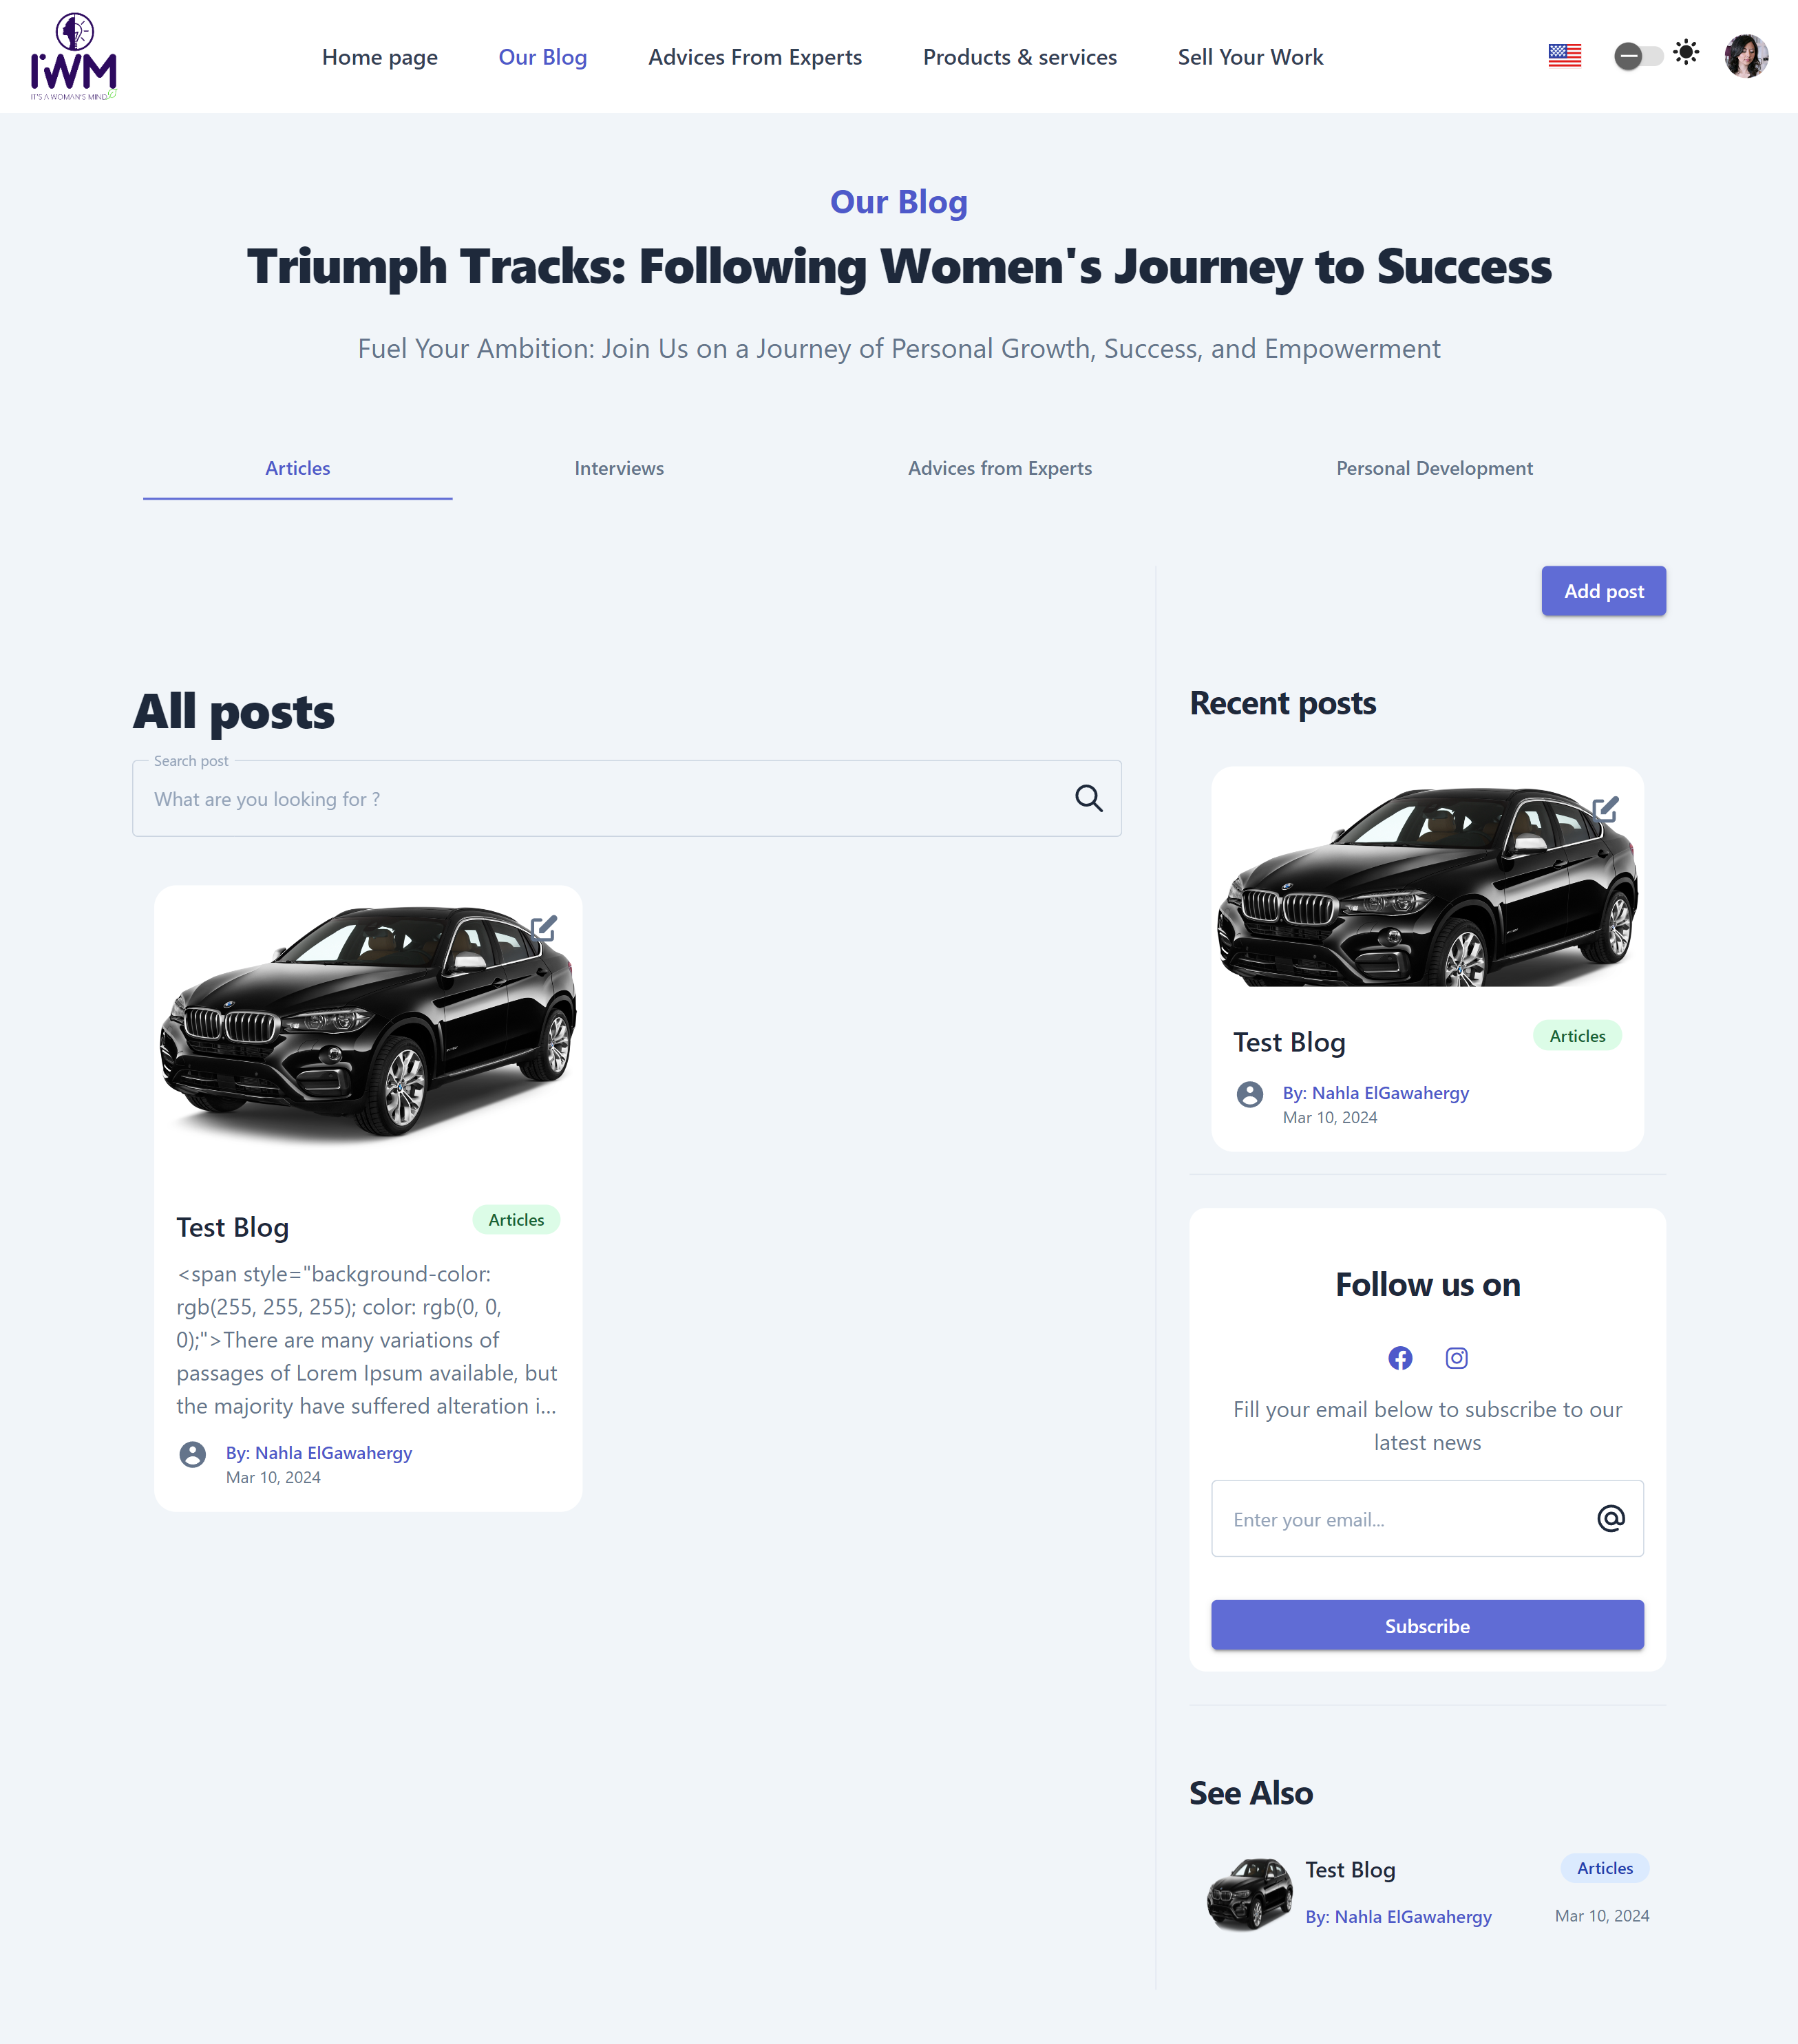 IWM
IT'S A WOMAN'S MIND
Home page
Our Blog
Advices From Experts
Products & services
Sell Your Work
Our Blog
Triumph Tracks: Following Women's Journey to Success
Fuel Your Ambition: Join Us on a Journey of Personal Growth, Success, and Empowerment
Articles
Interviews
Advices from Experts
Personal Development
Add post
All posts
Search post
What are you looking for ?
Test Blog
Articles
<span style="background-color:
rgb(255, 255, 255); color: rgb(0, 0,
0);">There are many variations of
passages of Lorem Ipsum available, but
the majority have suffered alteration i...
By: Nahla ElGawahergy
Mar 10, 2024
Recent posts
Test Blog
Articles
By: Nahla ElGawahergy
Mar 10, 2024
Follow us on
Fill your email below to subscribe to our
latest news
Enter your email...
Subscribe
See Also
Test Blog
Articles
By: Nahla ElGawahergy
Mar 10, 2024